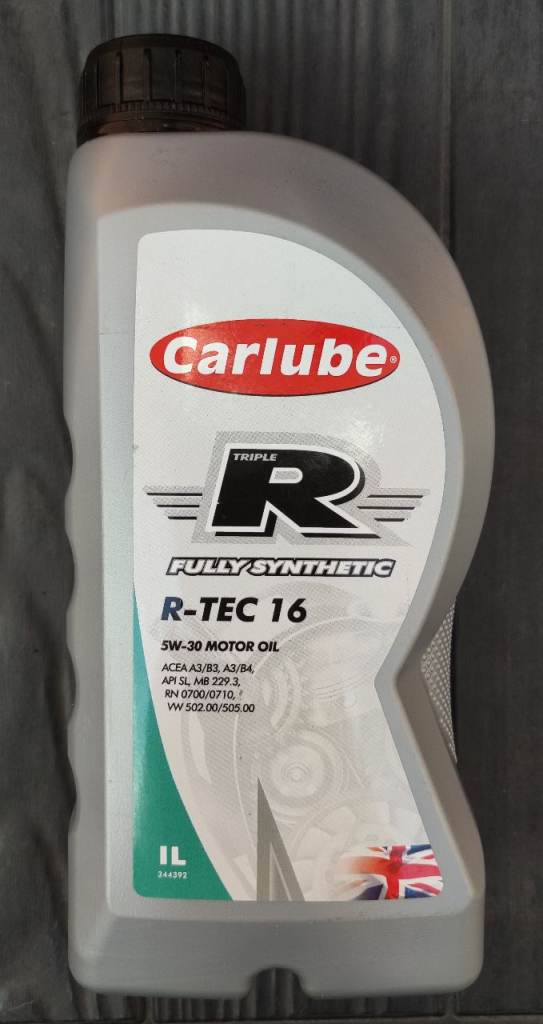 Carlube®
TRIPLE
R
FULLY SYNTHETIC
R-TEC 16
5W-30 MOTOR OIL
ACEA A3/B3, A3/B4,
API SL, MB 229.3,
RN 0700/0710,
VW 502.00/505.00
1L
344392